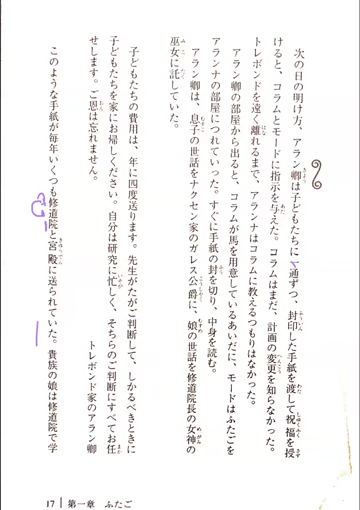 次の日の明け方、アラン卿は子どもたちに一通ずつ、封印した手紙を渡して祝福を授
けると、コラムとモードに指示を与えた。コラムはまだ、計画の変更を知らなかった。
トレボンドを遠く離れるまで、アランナはコラムに教えるつもりはなかった。
アラン卿の部屋から出ると、コラムが馬を用意しているあいだに、モードはふたごを
アランナの部屋につれていった。すぐに手紙の封を切り、中身を読む。
アラン卿は、息子の世話をナクセン家のガレス公爵に、娘の世話を修道院長の女神の
巫女に託していた。
子どもたちの費用は、年に四度送ります。先生がたがご判断して、しかるべきときに
子どもたちを家にお帰しください。自分は研究に忙しく、そちらのご判断にすべてお任
せします。ご恩は忘れません。
トレボンド家のアラン卿
このような手紙が毎年いくつも修道院と宮殿に送られていた。貴族の娘は修道院で学
17 第一章 ふたご